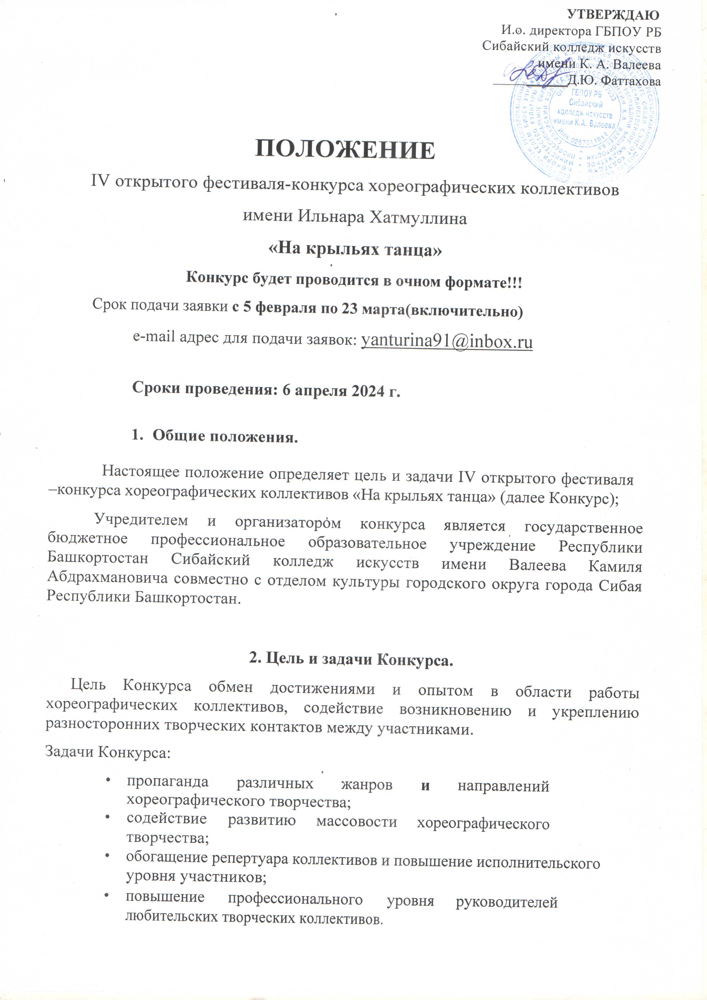 УТВЕРЖДАЮ
И.о. директора ГБПОУ РБ
Сибайский колледж искусств
имени К. А. Валеева
Д.Ю. Фаттахова
ГБПОУ РБ
Сибайский
колледж искусств
имени К.А. Валеева
ИНН 0267011814
ПОЛОЖЕНИЕ
IV открытого фестиваля-конкурса хореографических коллективов
имени Ильнара Хатмуллина
«На крыльях танца»
Конкурс будет проводится в очном формате!!!
Срок подачи заявки с 5 февраля по 23 марта(включительно)
e-mail адрес для подачи заявок: yanturina91@inbox.ru
Сроки проведения: 6 апреля 2024 г.
1. Общие положения.
Настоящее положение определяет цель и задачи IV открытого фестиваля
–конкурса хореографических коллективов «На крыльях танца» (далее Конкурс);
Учредителем и организатором конкурса является государственное
бюджетное профессиональное образовательное учреждение Республики
Башкортостан Сибайский колледж искусств имени Валеева Камиля
Абдрахмановича совместно с отделом культуры городского округа города Сибая
Республики Башкортостан.
2. Цель и задачи Конкурса.
Цель Конкурса обмен достижениями и опытом в области работы
хореографических коллективов, содействие возникновению и укреплению
разносторонних творческих контактов между участниками.
Задачи Конкурса:
• пропаганда различных жанров и направлений
хореографического творчества;
• содействие развитию массовости хореографического
творчества;
• обогащение репертуара коллективов и повышение исполнительского
уровня участников;
• повышение профессионального уровня руководителей
любительских творческих коллективов.